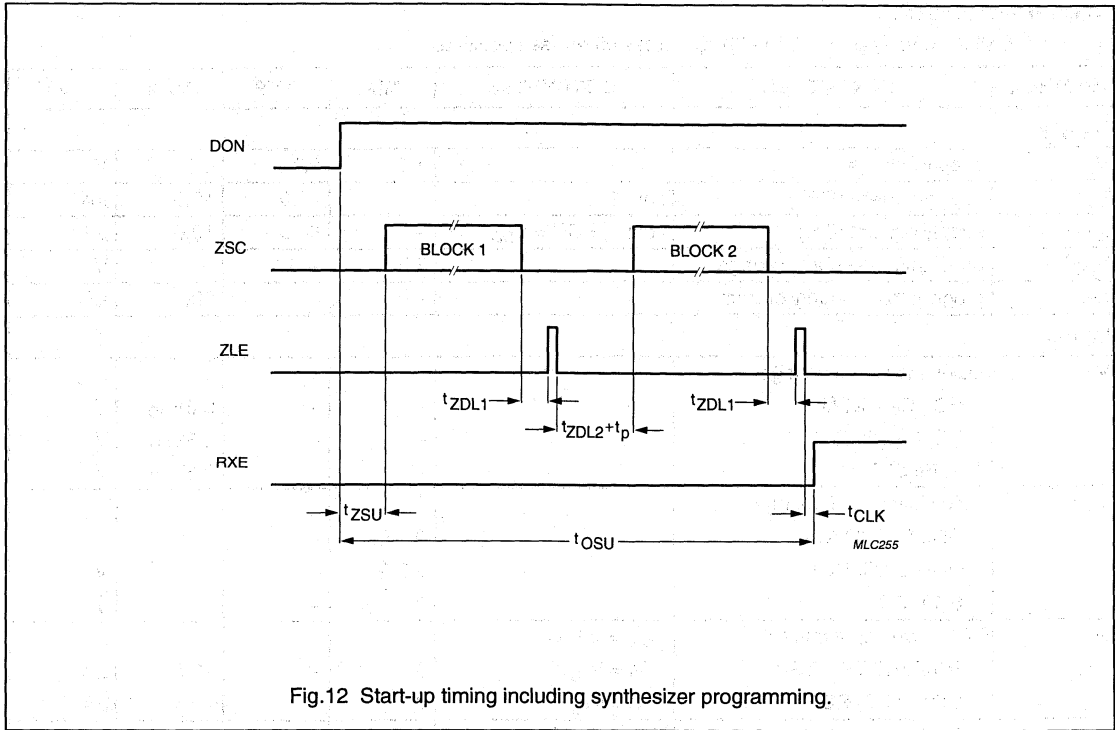 DON
ZSC
BLOCK 1
BLOCK 2
ZLE
tZDL1
tZDL1
tZDL2+tp
RXE
tZSU
tCLK
tOSU
MLC255
Fig.12 Start-up timing including synthesizer programming.